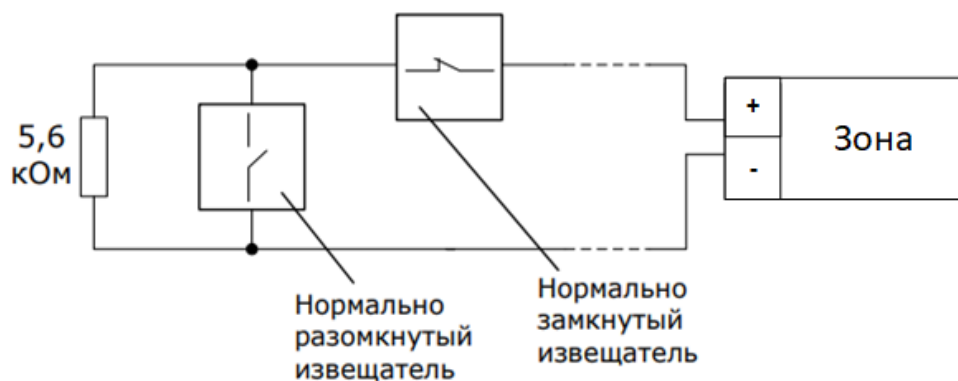 5,6
кОм
+
-
Зона
Нормально
разомкнутый
извещатель
Нормально
замкнутый
извещатель